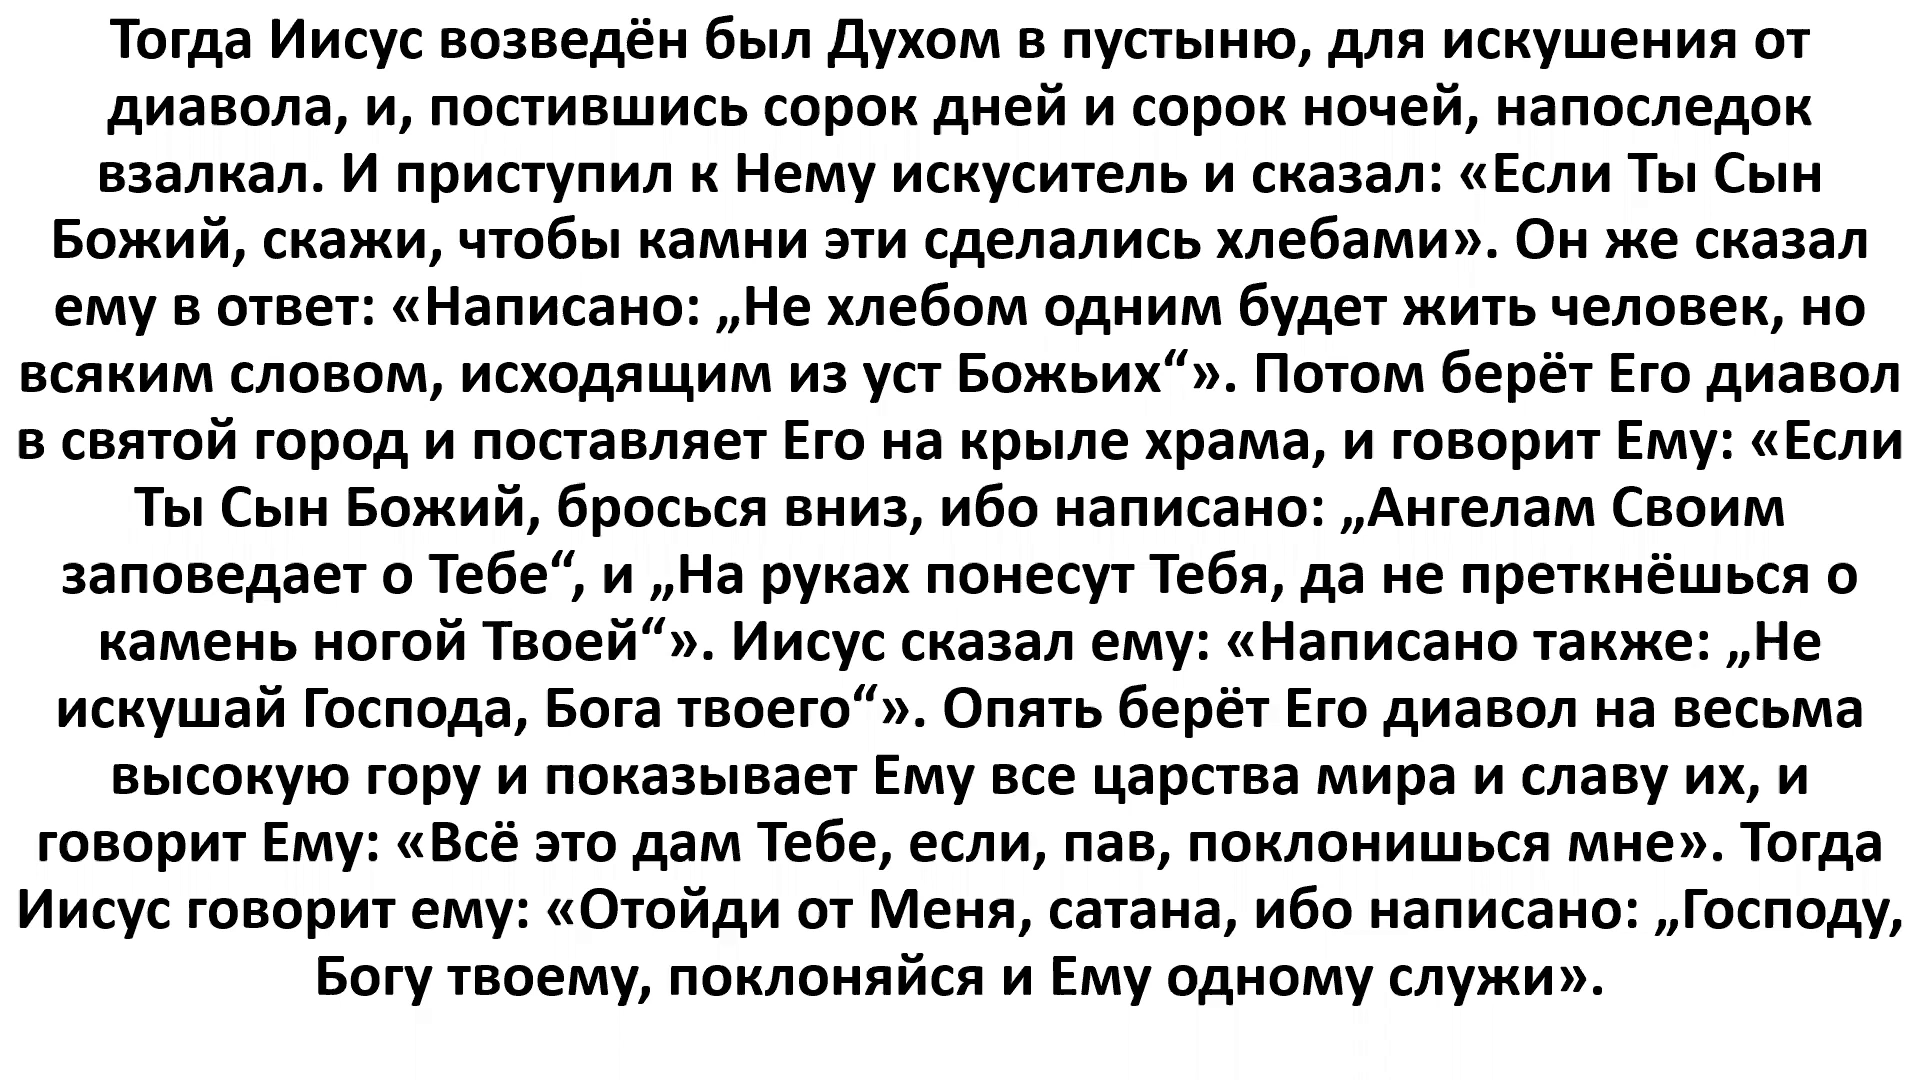 Тогда Иисус возведён был Духом в пустыню, для искушения от
диавола, и, постившись сорок дней и сорок ночей, напоследок
взалкал. И приступил к Нему искуситель и сказал: «Если Ты Сын
Божий, скажи, чтобы камни эти сделались хлебами». Он же сказал
ему в ответ: «Написано: „Не хлебом одним будет жить человек, но
всяким словом, исходящим из уст Божьих“». Потом берёт Его диавол
в святой город и поставляет Его на крыле храма, и говорит Ему: «Если
Ты Сын Божий, бросься вниз, ибо написано: „Ангелам Своим
заповедает о Тебе“, и „На руках понесут Тебя, да не преткнёшься о
камень ногой Твоей“». Иисус сказал ему: «Написано также: „Не
искушай Господа, Бога твоего“». Опять берёт Его диавол на весьма
высокую гору и показывает Ему все царства мира и славу их, и
говорит Ему: «Всё это дам Тебе, если, пав, поклонишься мне». Тогда
Иисус говорит ему: «Отойди от Меня, сатана, ибо написано: „Господу,
Богу твоему, поклоняйся и Ему одному служи».